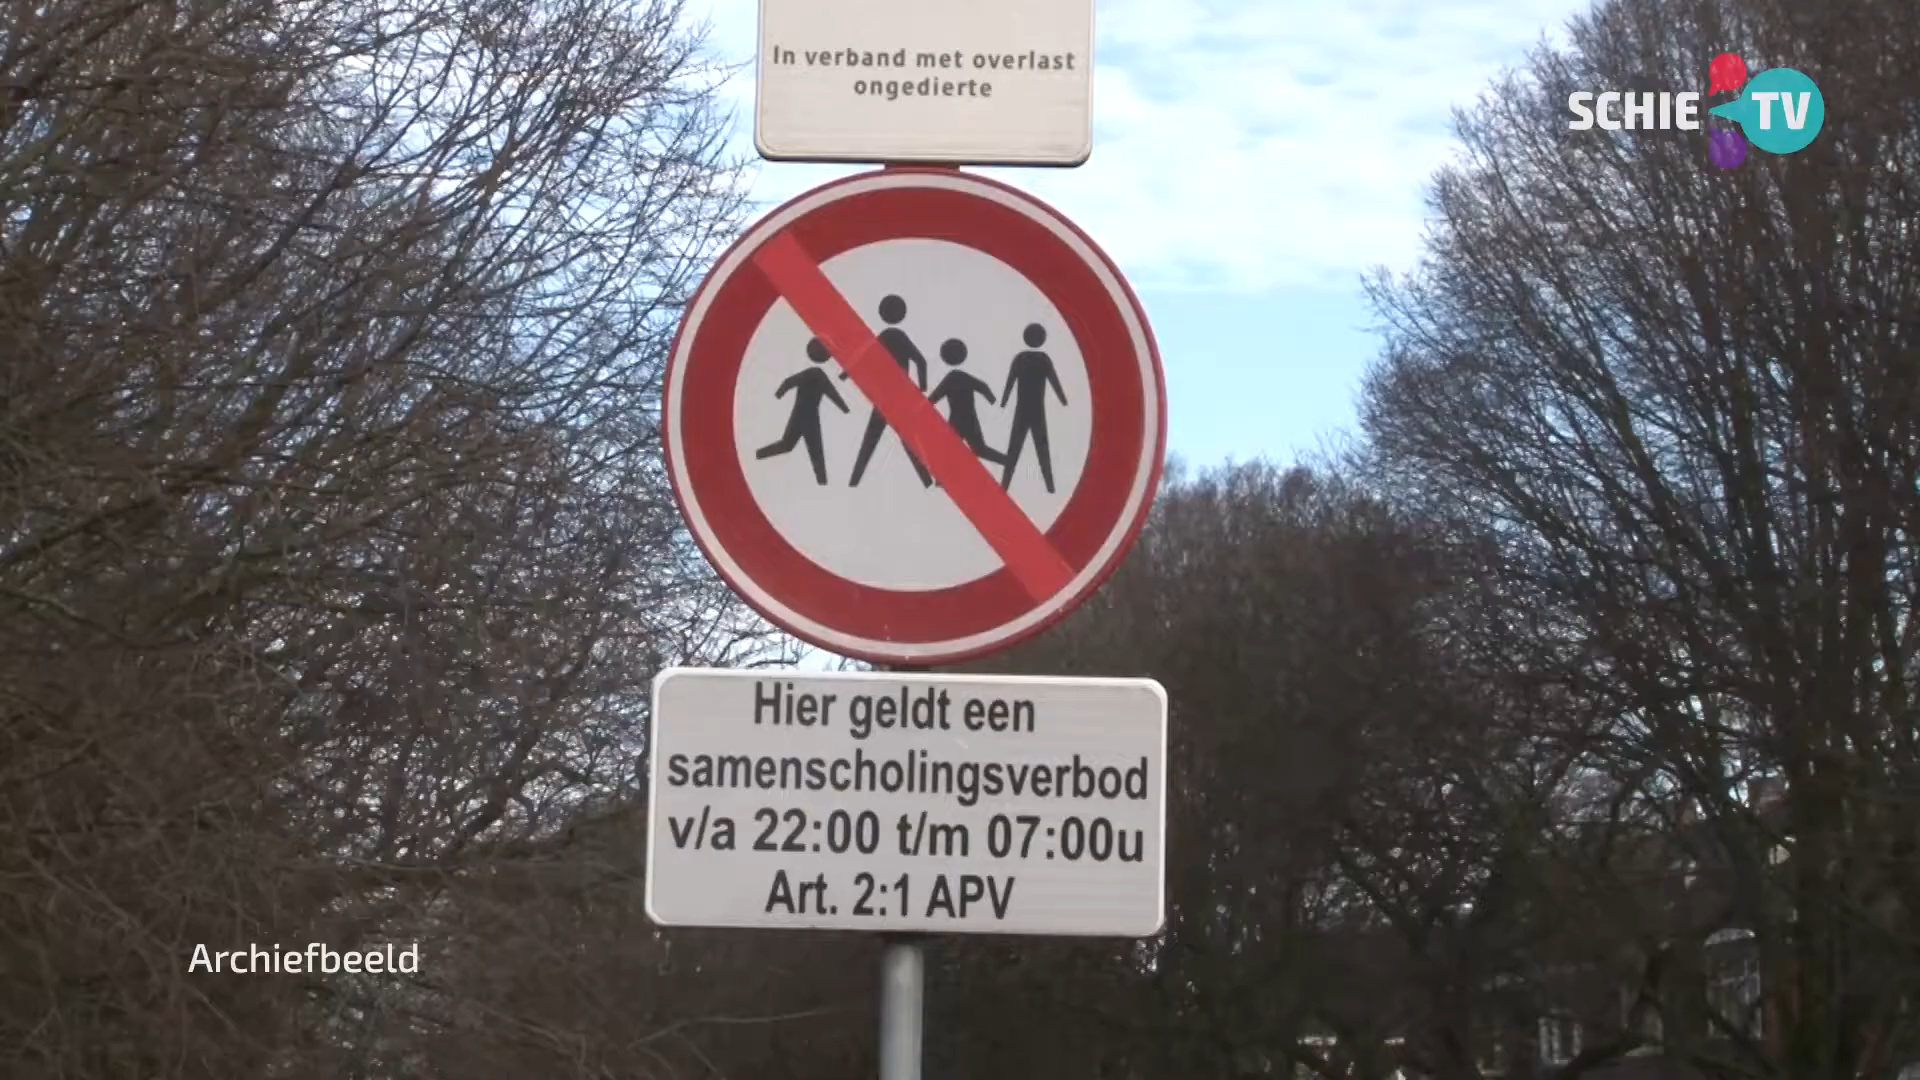 In verband met overlast
ongedierte
SCHIE TV
Hier geldt een
samenscholingsverbod
v/a 22:00 t/m 07:00u
Art. 2:1 APV
Archiefbeeld